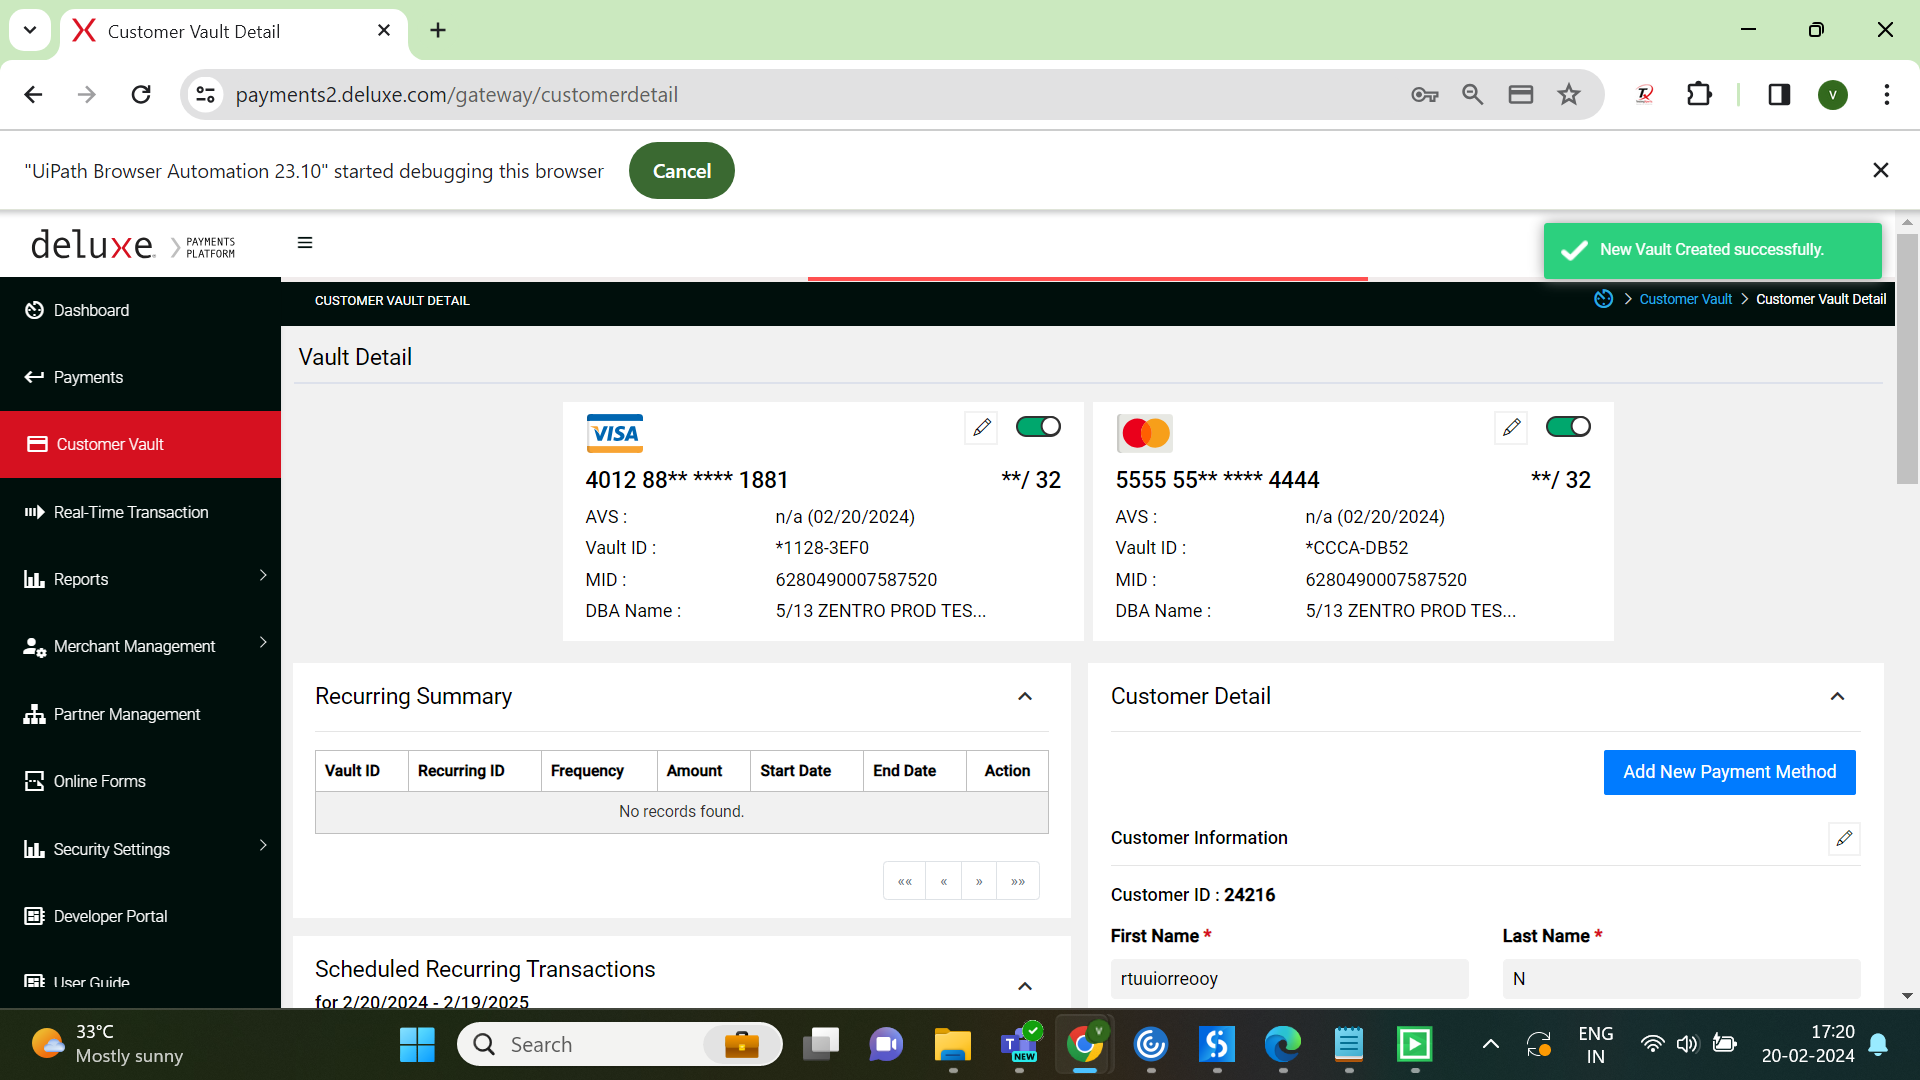 Customer Vault Detail
payments2.deluxe.com/gateway/customerdetail
V
"UiPath Browser Automation 23.10" started debugging this browser
Cancel
deluxe. PAYMENTS PLATFORM
New Vault Created successfully.
CUSTOMER VAULT DETAIL
Customer Vault
Customer Vault Detail
Dashboard
Payments
Customer Vault
Real-Time Transaction
Reports
Merchant Management
Partner Management
Online Forms
Security Settings
Developer Portal
User Guide
Vault Detail
VISA
4012 88** **** 1881 **/ 32
AVS : n/a (02/20/2024)
Vault ID : *1128-3EF0
MID : 6280490007587520
DBA Name : 5/13 ZENTRO PROD TES...
5555 55** **** 4444 **/ 32
AVS : n/a (02/20/2024)
Vault ID : *CCCA-DB52
MID : 6280490007587520
DBA Name : 5/13 ZENTRO PROD TES...
Recurring Summary
Vault ID Recurring ID Frequency Amount Start Date End Date Action
No records found.
«« « » »»
Scheduled Recurring Transactions
for 2/20/2024 - 2/19/2025
Customer Detail
Add New Payment Method
Customer Information
Customer ID : 24216
First Name * Last Name *
rtuuiorreooy N
33°C
Mostly sunny
Search
NEW
V
ENG
IN
17:20
20-02-2024